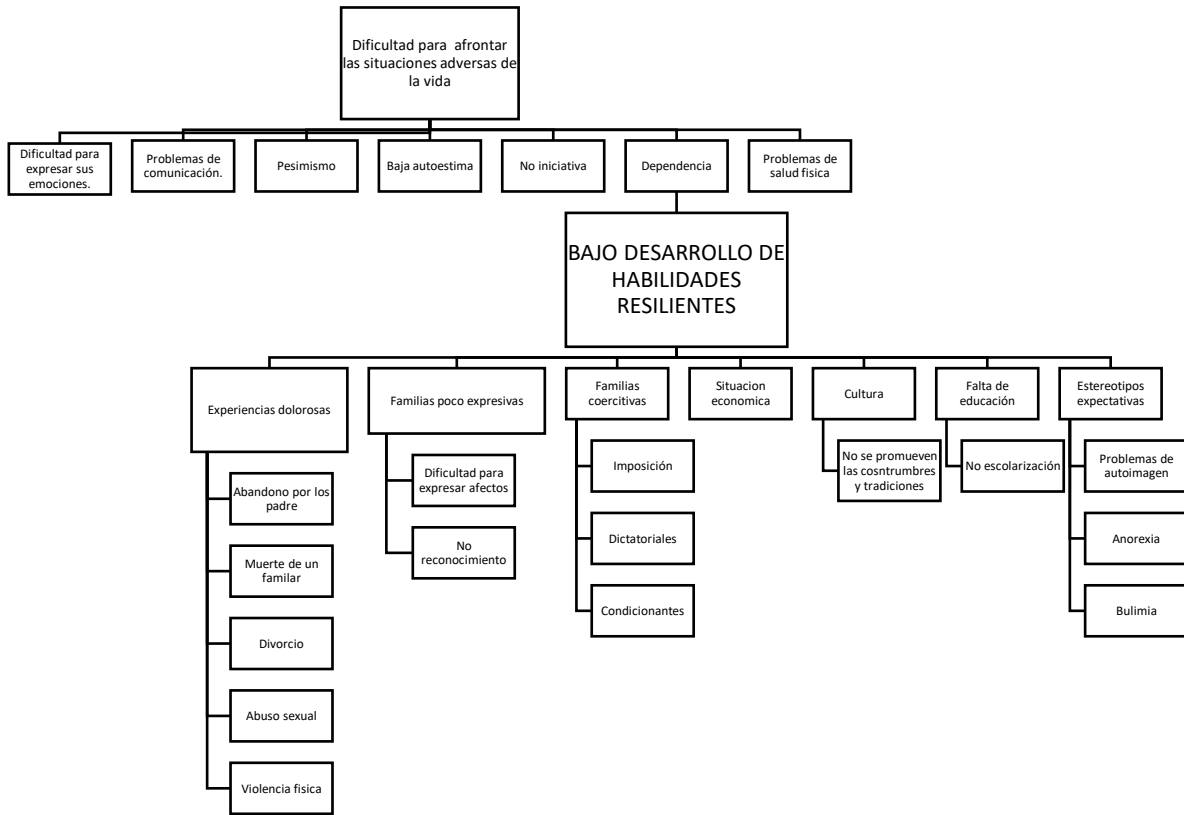 Dificultad para afrontar
las situaciones adversas de
la vida
Dificultad para
expresar sus
emociones.
Problemas de
comunicación.
Pesimismo
Baja autoestima
No iniciativa
Dependencia
Problemas de
salud fisica
BAJO DESARROLLO DE
HABILIDADES
RESILIENTES
Experiencias dolorosas
Abandono por los
padre
Muerte de un
familar
Divorcio
Abuso sexual
Violencia fisica
Familias poco expresivas
Dificultad para
expresar afectos
No
reconocimiento
Familias
coercitivas
Imposición
Dictatoriales
Condicionantes
Situacion
economica
Cultura
No se promueven
las cosntrumbres
y tradiciones
Falta de
educación
No escolarización
Estereotipos
expectativas
Problemas de
autoimagen
Anorexia
Bulimia